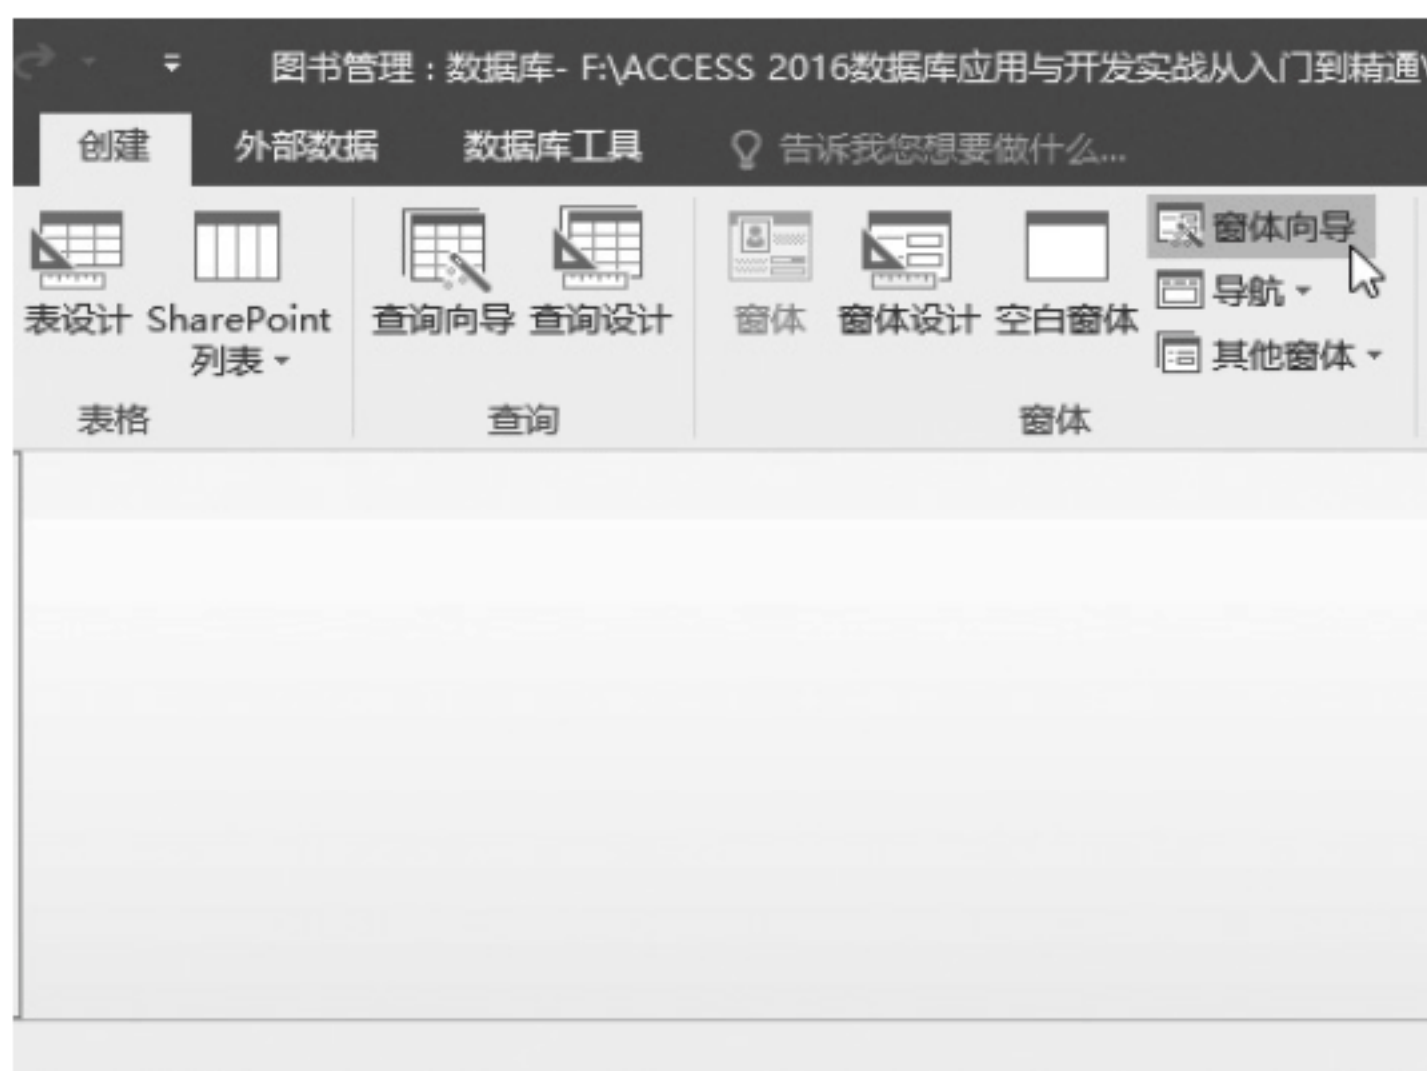 图书管理：数据库- F:\ACCESS 2016数据库应用与开发实战从入门到精通\
创建 外部数据 数据库工具 告诉我您想要做什么...
表设计 SharePoint 列表 查询向导 查询设计 窗体 窗体设计 空白窗体 窗体向导
导航
其他窗体
表格 查询 窗体